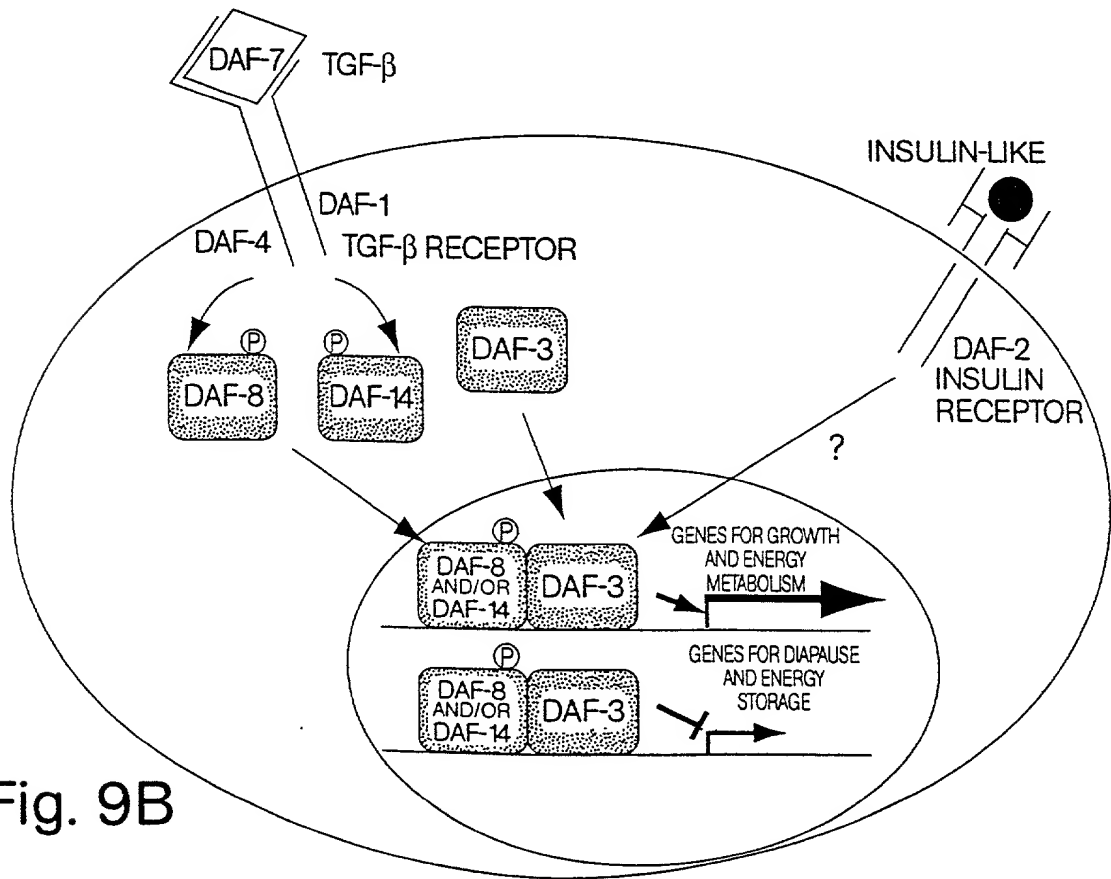 DAF-7
TGF-β
INSULIN-LIKE
DAF-1
DAF-4
TGF-β RECEPTOR
P
P
DAF-3
DAF-8
DAF-14
DAF-2
INSULIN
RECEPTOR
?
P
DAF-8
AND/OR
DAF-14
DAF-3
GENES FOR GROWTH
AND ENERGY
METABOLISM
P
DAF-8
AND/OR
DAF-14
DAF-3
GENES FOR DIAPAUSE
AND ENERGY
STORAGE
Fig. 9B